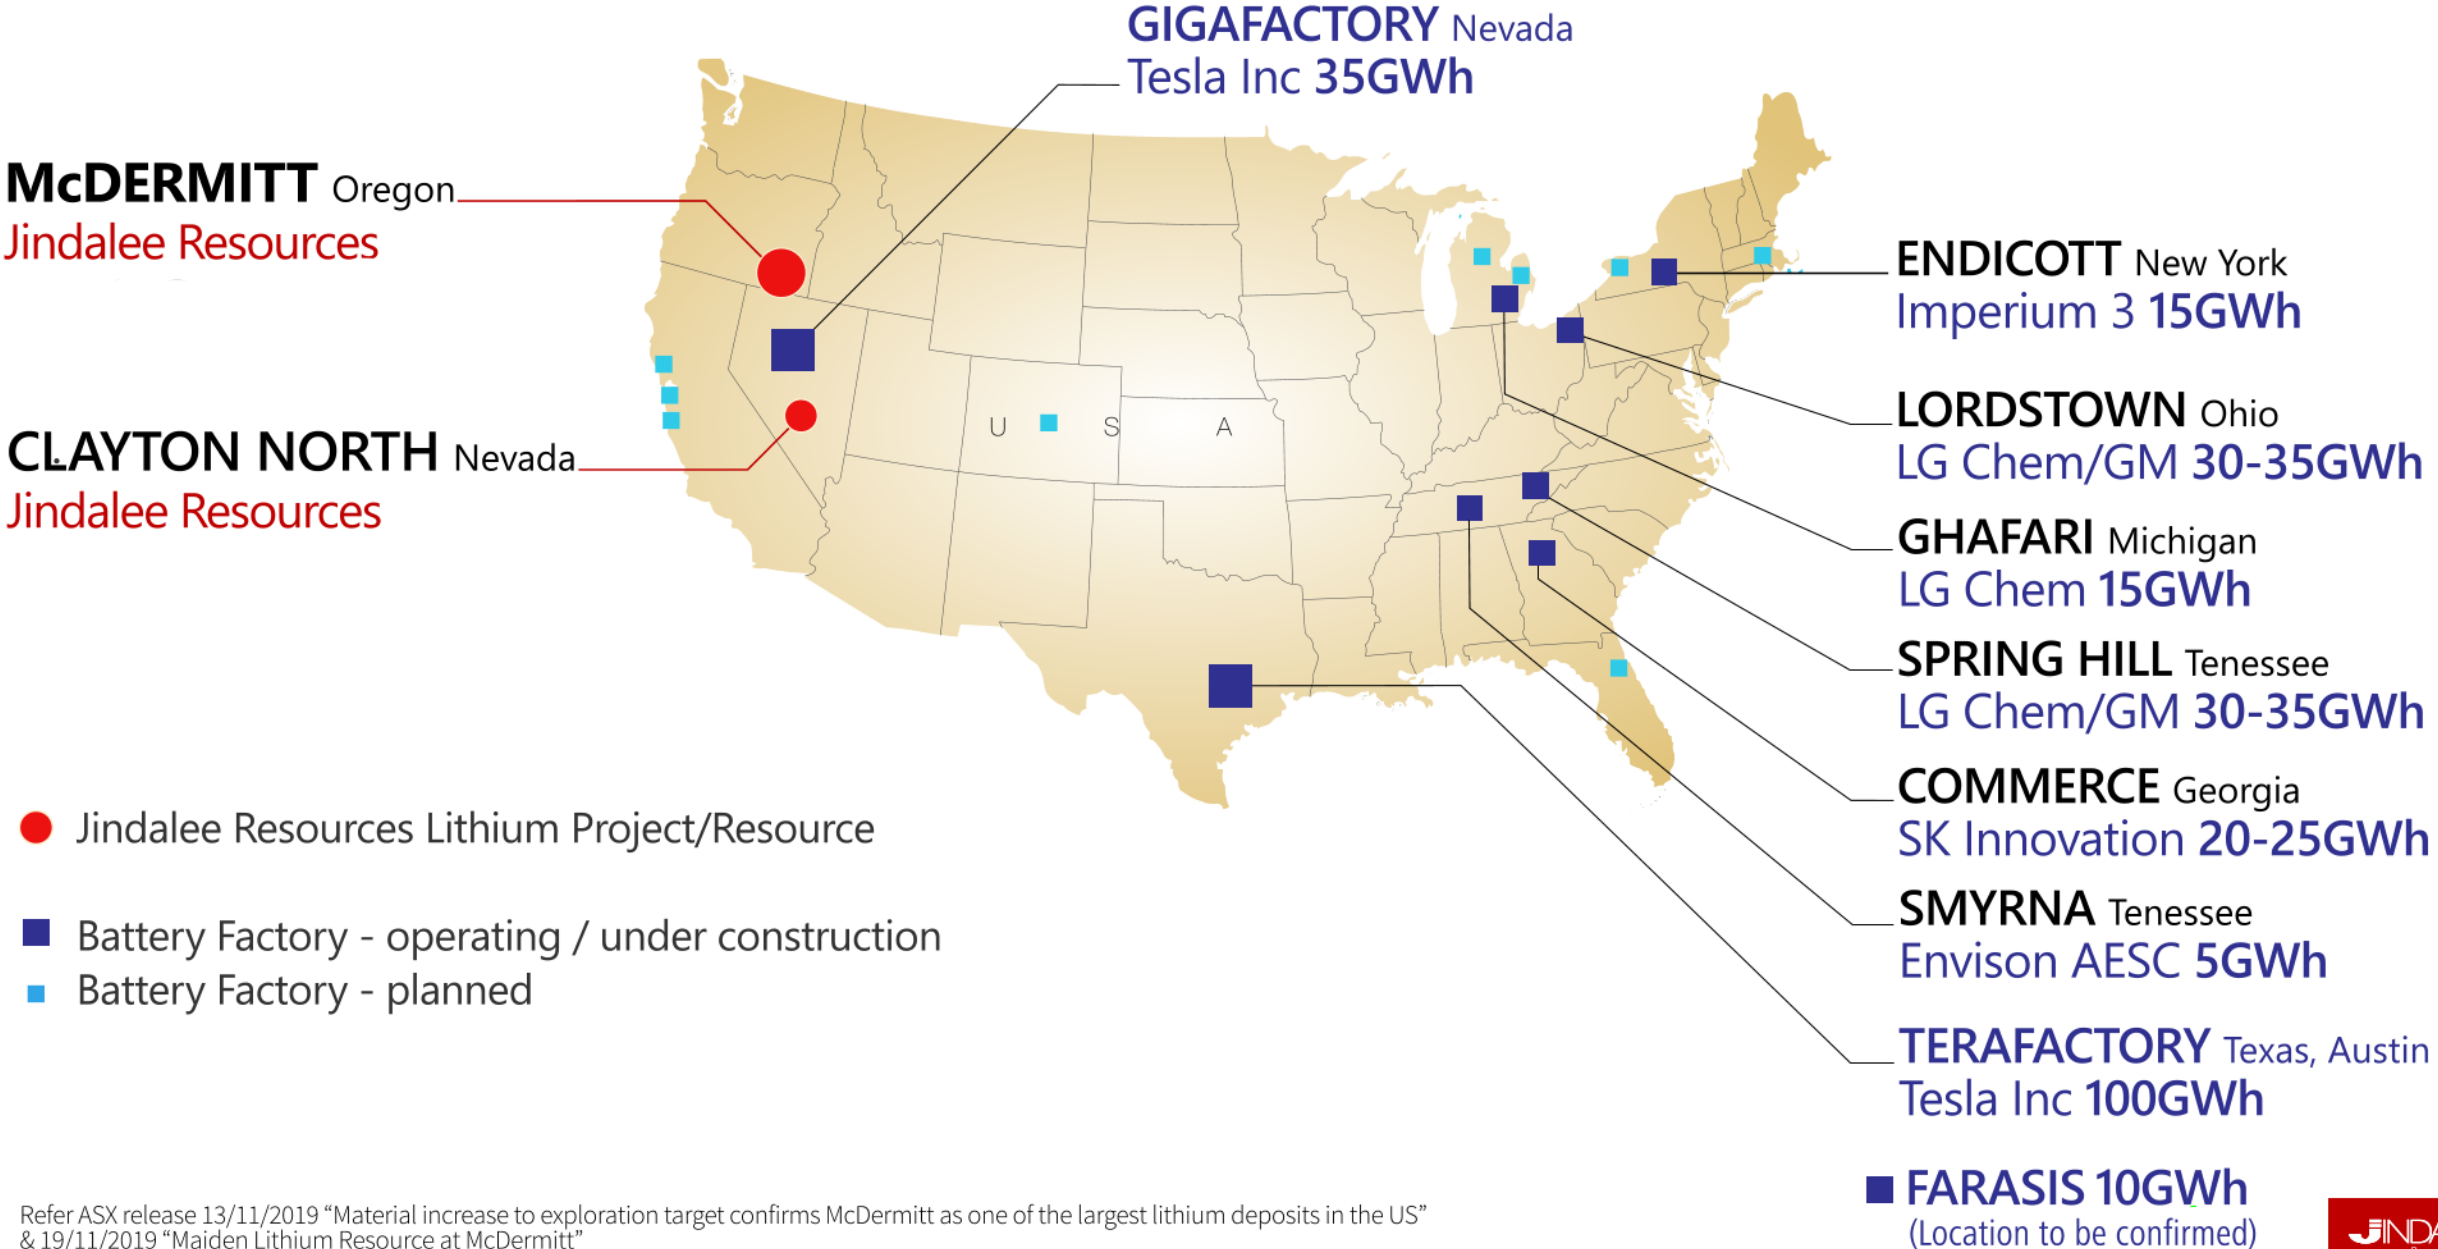 GIGAFACTORY Nevada
Tesla Inc 35GWh
McDERMITT Oregon
Jindalee Resources
CLAYTON NORTH Nevada
Jindalee Resources
U S A
ENDICOTT New York
Imperium 3 15GWh
LORDSTOWN Ohio
LG Chem/GM 30-35GWh
GHAFARI Michigan
LG Chem 15GWh
SPRING HILL Tenessee
LG Chem/GM 30-35GWh
COMMERCE Georgia
SK Innovation 20-25GWh
SMYRNA Tenessee
Envison AESC 5GWh
TERAFACTORY Texas, Austin
Tesla Inc 100GWh
FARASIS 10GWh
(Location to be confirmed)
Jindalee Resources Lithium Project/Resource
Battery Factory - operating / under construction
Battery Factory - planned
Refer ASX release 13/11/2019 “Material increase to exploration target confirms McDermitt as one of the largest lithium deposits in the US”
& 19/11/2019 “Maiden Lithium Resource at McDermitt”